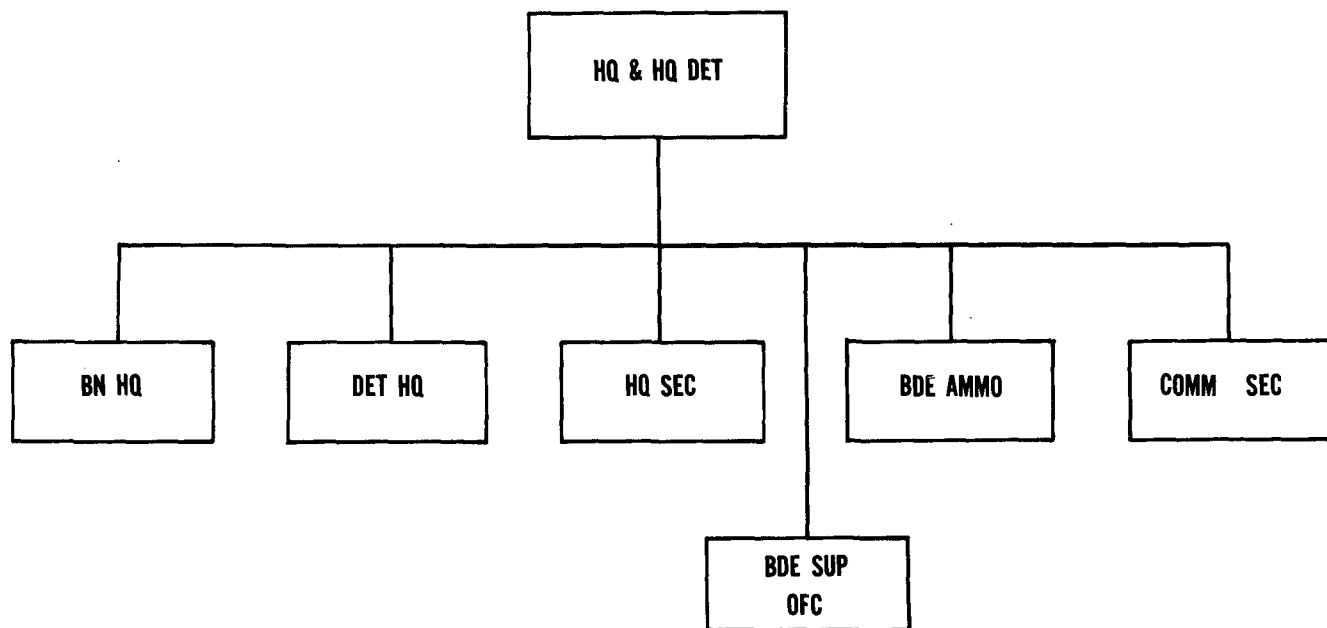 HQ & HQ DET
BN HQ
DET HQ
HQ SEC
BDE AMMO
COMM SEC
BDE SUP
OFC